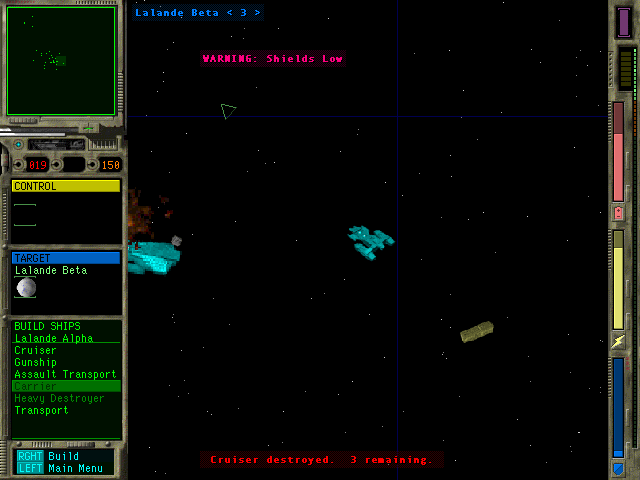 Lalande Beta < 3 >
WARNING: Shields Low
019
150
CONTROL
TARGET
Lalande Beta
BUILD SHIPS
Lalande Alpha
Cruiser
Gunship
Assault Transport
Carrier
Heavy Destroyer
Transport
RGHT Build
LEFT Main Menu
Cruiser destroyed. 3 remaining.